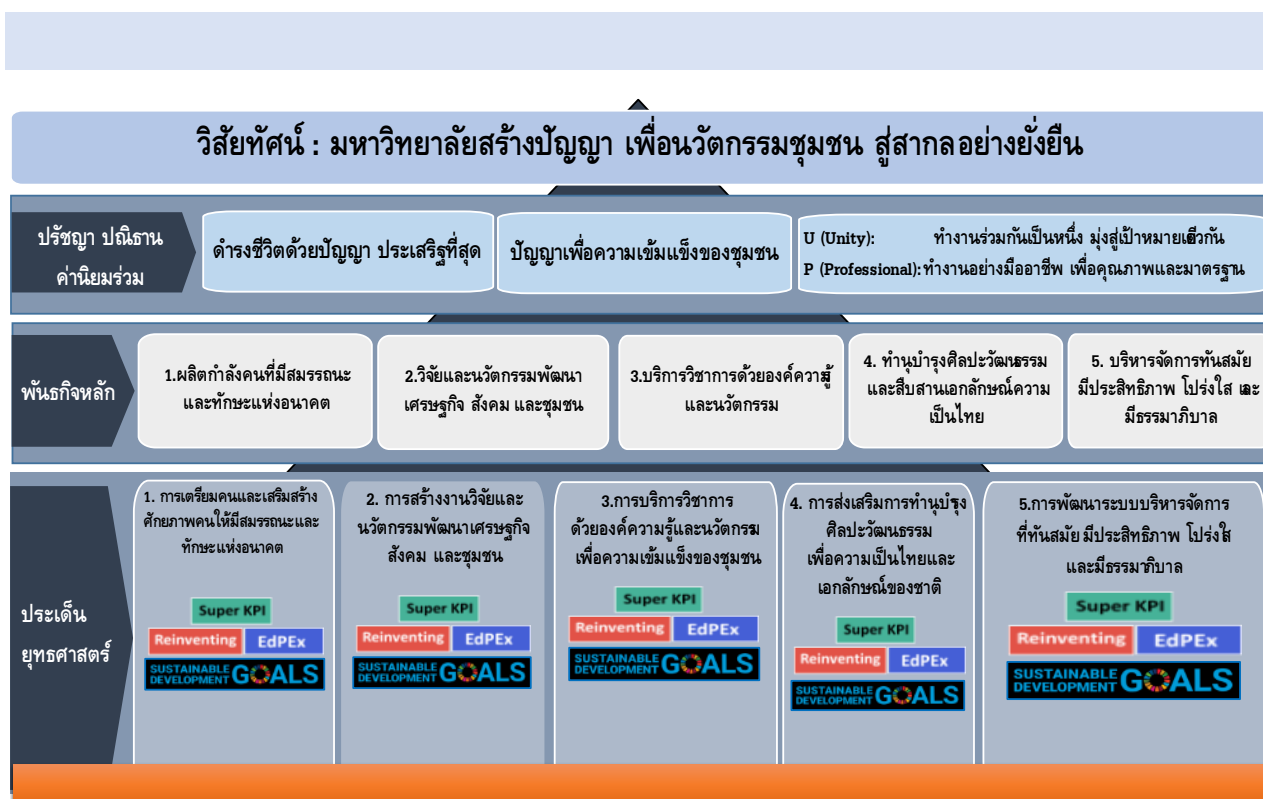 วิสัยทัศน์ : มหาวิทยาลัยสร้างปัญญา เพื่อนวัตกรรมชุมชน สู่สากลอย่างยั่งยืน
ปรัชญา ปณิธาน
ค่านิยมร่วม
ดำรงชีวิตด้วยปัญญา ประเสริฐที่สุด
ปัญญาเพื่อความเข้มแข็งของชุมชน
U (Unity): ทำงานร่วมกันเป็นหนึ่ง มุ่งสู่เป้าหมายเดียวกัน
P (Professional): ทำงานอย่างมืออาชีพ เพื่อคุณภาพและมาตรฐาน
พันธกิจหลัก
1.ผลิตกำลังคนที่มีสมรรถนะ
และทักษะแห่งอนาคต
2.วิจัยและนวัตกรรมพัฒนา
เศรษฐกิจ สังคม และชุมชน
3.บริการวิชาการด้วยองค์ความรู้
และนวัตกรรม
4. ทำนุบำรุงศิลปะวัฒนธรรม
และสืบสานเอกลักษณ์ความ
เป็นไทย
5. บริหารจัดการทันสมัย
มีประสิทธิภาพ โปร่งใส และ
มีธรรมาภิบาล
ประเด็น
ยุทธศาสตร์
1. การเตรียมคนและเสริมสร้าง
ศักยภาพคนให้มีสมรรถนะและ
ทักษะแห่งอนาคต
Super KPI
Reinventing EdPEx
SUSTAINABLE DEVELOPMENT GOALS
2. การสร้างงานวิจัยและ
นวัตกรรมพัฒนาเศรษฐกิจ
สังคม และชุมชน
Super KPI
Reinventing EdPEx
SUSTAINABLE DEVELOPMENT GOALS
3.การบริการวิชาการ
ด้วยองค์ความรู้และนวัตกรรม
เพื่อความเข้มแข็งของชุมชน
Super KPI
Reinventing EdPEx
SUSTAINABLE DEVELOPMENT GOALS
4. การส่งเสริมการทำนุบำรุง
ศิลปะวัฒนธรรม
เพื่อความเป็นไทยและ
เอกลักษณ์ของชาติ
Super KPI
Reinventing EdPEx
SUSTAINABLE DEVELOPMENT GOALS
5.การพัฒนาระบบบริหารจัดการ
ที่ทันสมัย มีประสิทธิภาพ โปร่งใส
และมีธรรมาภิบาล
Super KPI
Reinventing EdPEx
SUSTAINABLE DEVELOPMENT GOALS